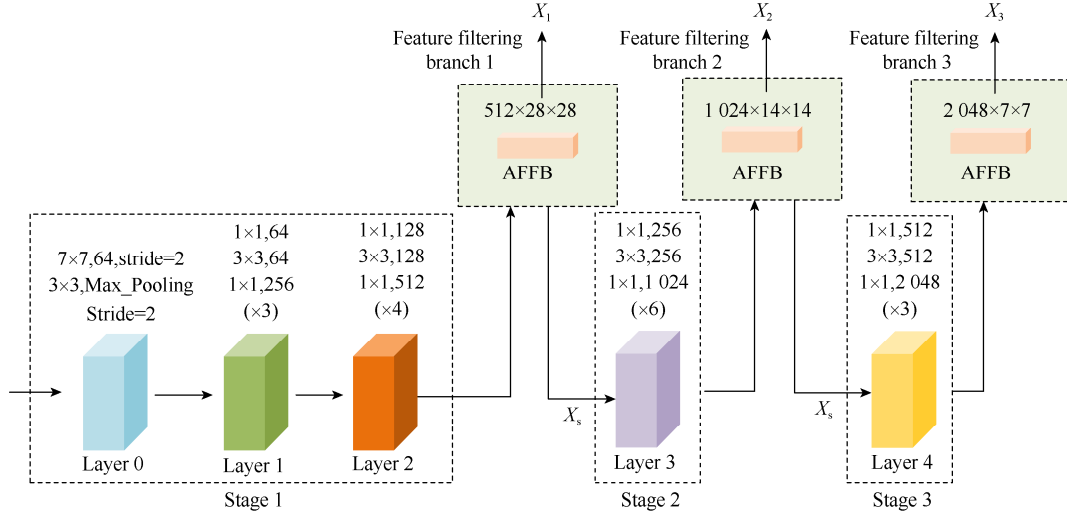 X1
X2
X3
Feature filtering
branch 1
Feature filtering
branch 2
Feature filtering
branch 3
512×28×28
AFFB
1 024×14×14
AFFB
2 048×7×7
AFFB
7×7,64,stride=2
3×3,Max_Pooling
Stride=2
Layer 0
1×1,64
3×3,64
1×1,256
(×3)
Layer 1
1×1,128
3×3,128
1×1,512
(×4)
Layer 2
Stage 1
Xs
1×1,256
3×3,256
1×1,1 024
(×6)
Layer 3
Stage 2
Xs
1×1,512
3×3,512
1×1,2 048
(×3)
Layer 4
Stage 3